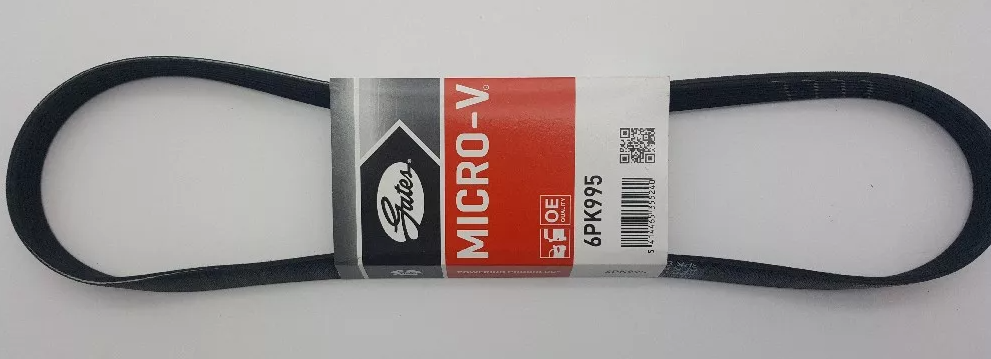 Gates®
MICRO-V®
OE
QUALITY
6PK995